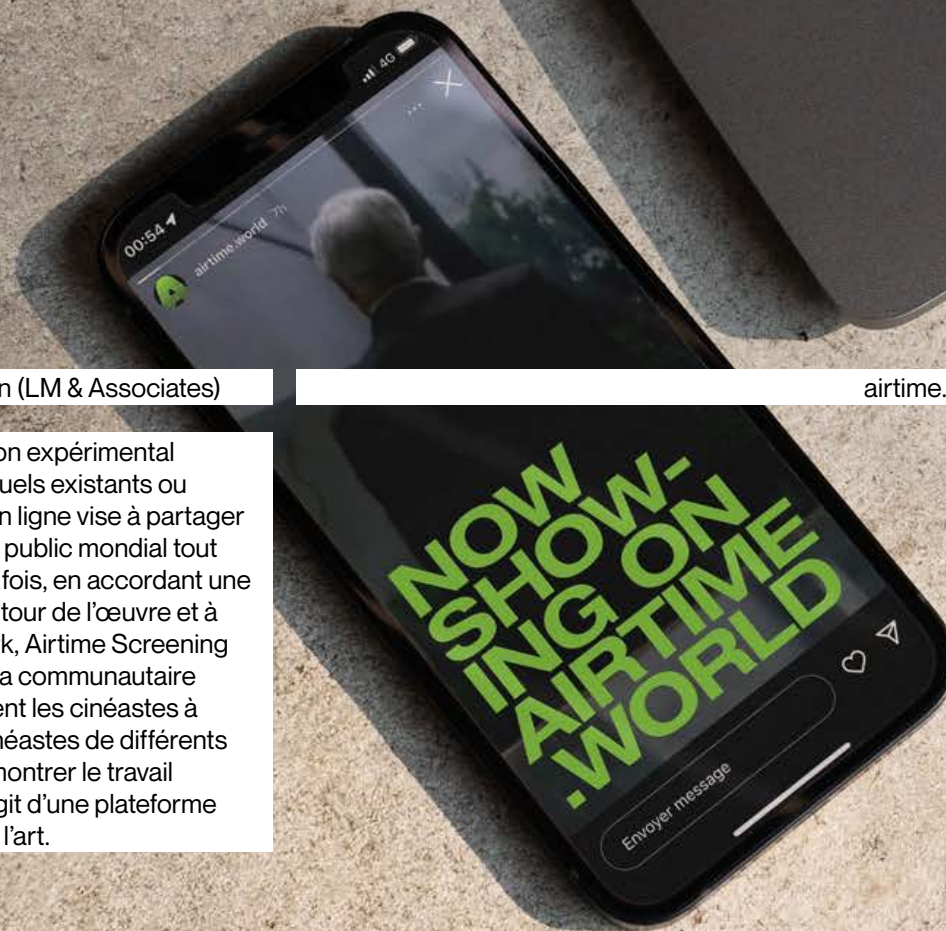 4G
00:54
airtime.world 7h
n (LM & Associates)
airtime.
on expérimental
uels existants ou
n ligne vise à partager
public mondial tout
fois, en accordant une
tour de l’œuvre et à
k, Airtime Screening
a communautaire
ent les cinéastes à
néastes de différents
montrer le travail
git d’une plateforme
l’art.
NOW
SHOW-
ING ON
AIRTIME
.WORLD
Envoyer message